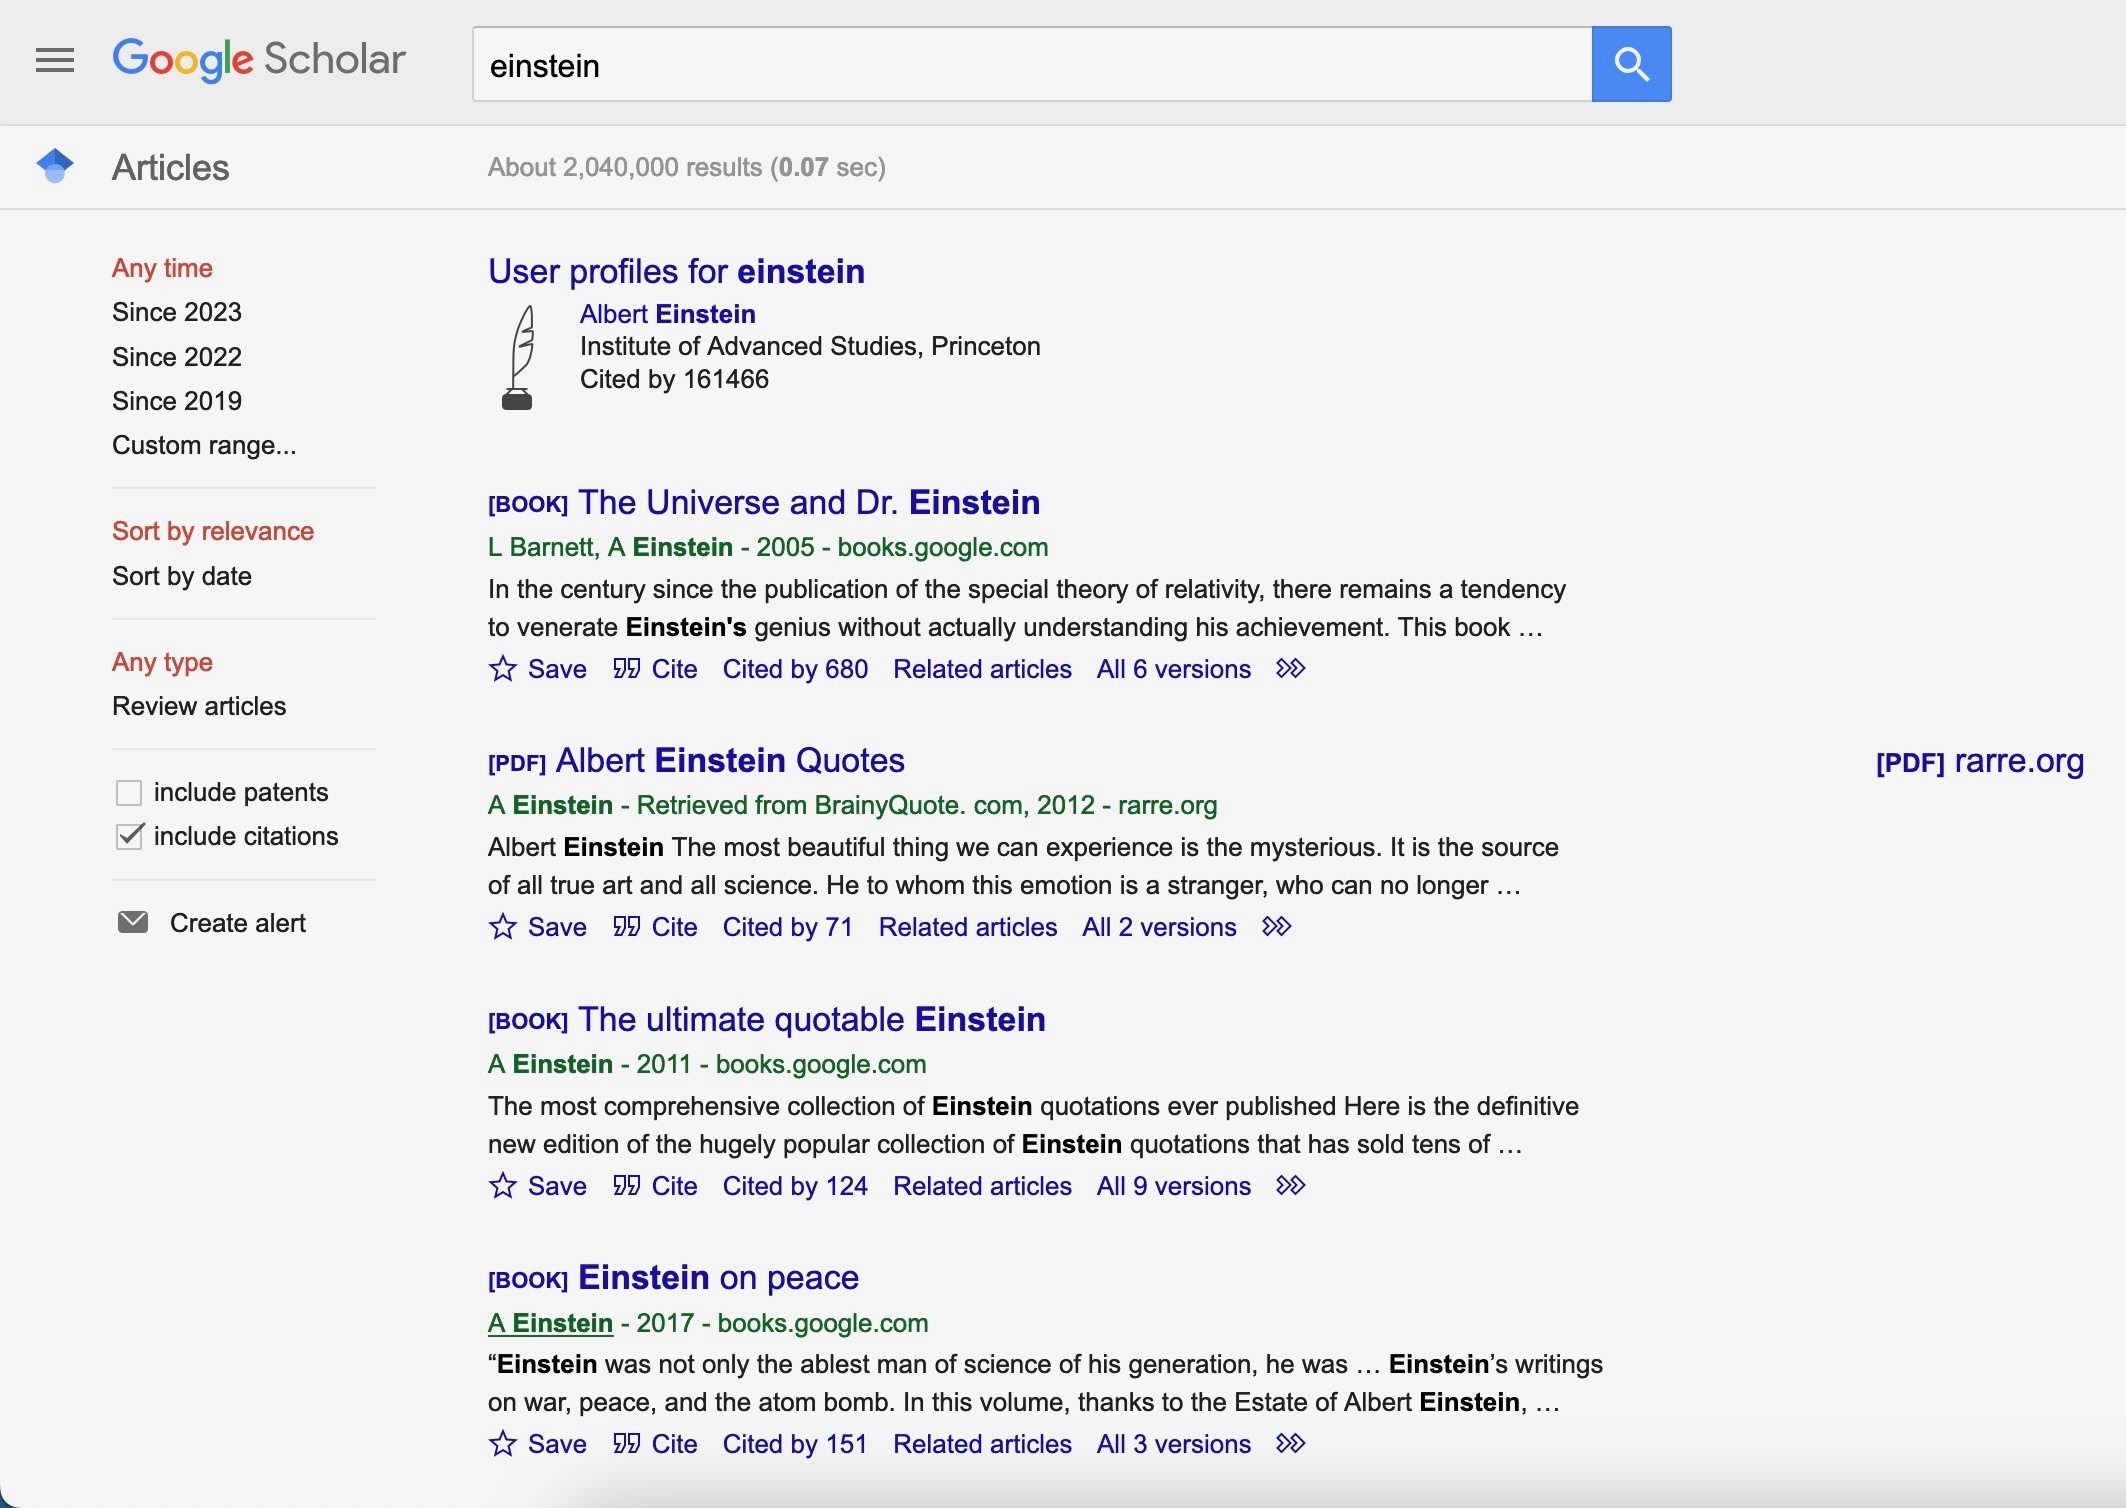 Google Scholar
einstein
Articles
About 2,040,000 results (0.07 sec)
Any time
Since 2023
Since 2022
Since 2019
Custom range...
Sort by relevance
Sort by date
Any type
Review articles
include patents
include citations
Create alert
User profiles for einstein
Albert Einstein
Institute of Advanced Studies, Princeton
Cited by 161466
[BOOK] The Universe and Dr. Einstein
L Barnett, A Einstein - 2005 - books.google.com
In the century since the publication of the special theory of relativity, there remains a tendency
to venerate Einstein's genius without actually understanding his achievement. This book …
Save Cite Cited by 680 Related articles All 6 versions
[PDF] Albert Einstein Quotes
[PDF] rarre.org
A Einstein - Retrieved from BrainyQuote. com, 2012 - rarre.org
Albert Einstein The most beautiful thing we can experience is the mysterious. It is the source
of all true art and all science. He to whom this emotion is a stranger, who can no longer …
Save Cite Cited by 71 Related articles All 2 versions
[BOOK] The ultimate quotable Einstein
A Einstein - 2011 - books.google.com
The most comprehensive collection of Einstein quotations ever published Here is the definitive
new edition of the hugely popular collection of Einstein quotations that has sold tens of …
Save Cite Cited by 124 Related articles All 9 versions
[BOOK] Einstein on peace
A Einstein - 2017 - books.google.com
“Einstein was not only the ablest man of science of his generation, he was … Einstein’s writings
on war, peace, and the atom bomb. In this volume, thanks to the Estate of Albert Einstein, …
Save Cite Cited by 151 Related articles All 3 versions